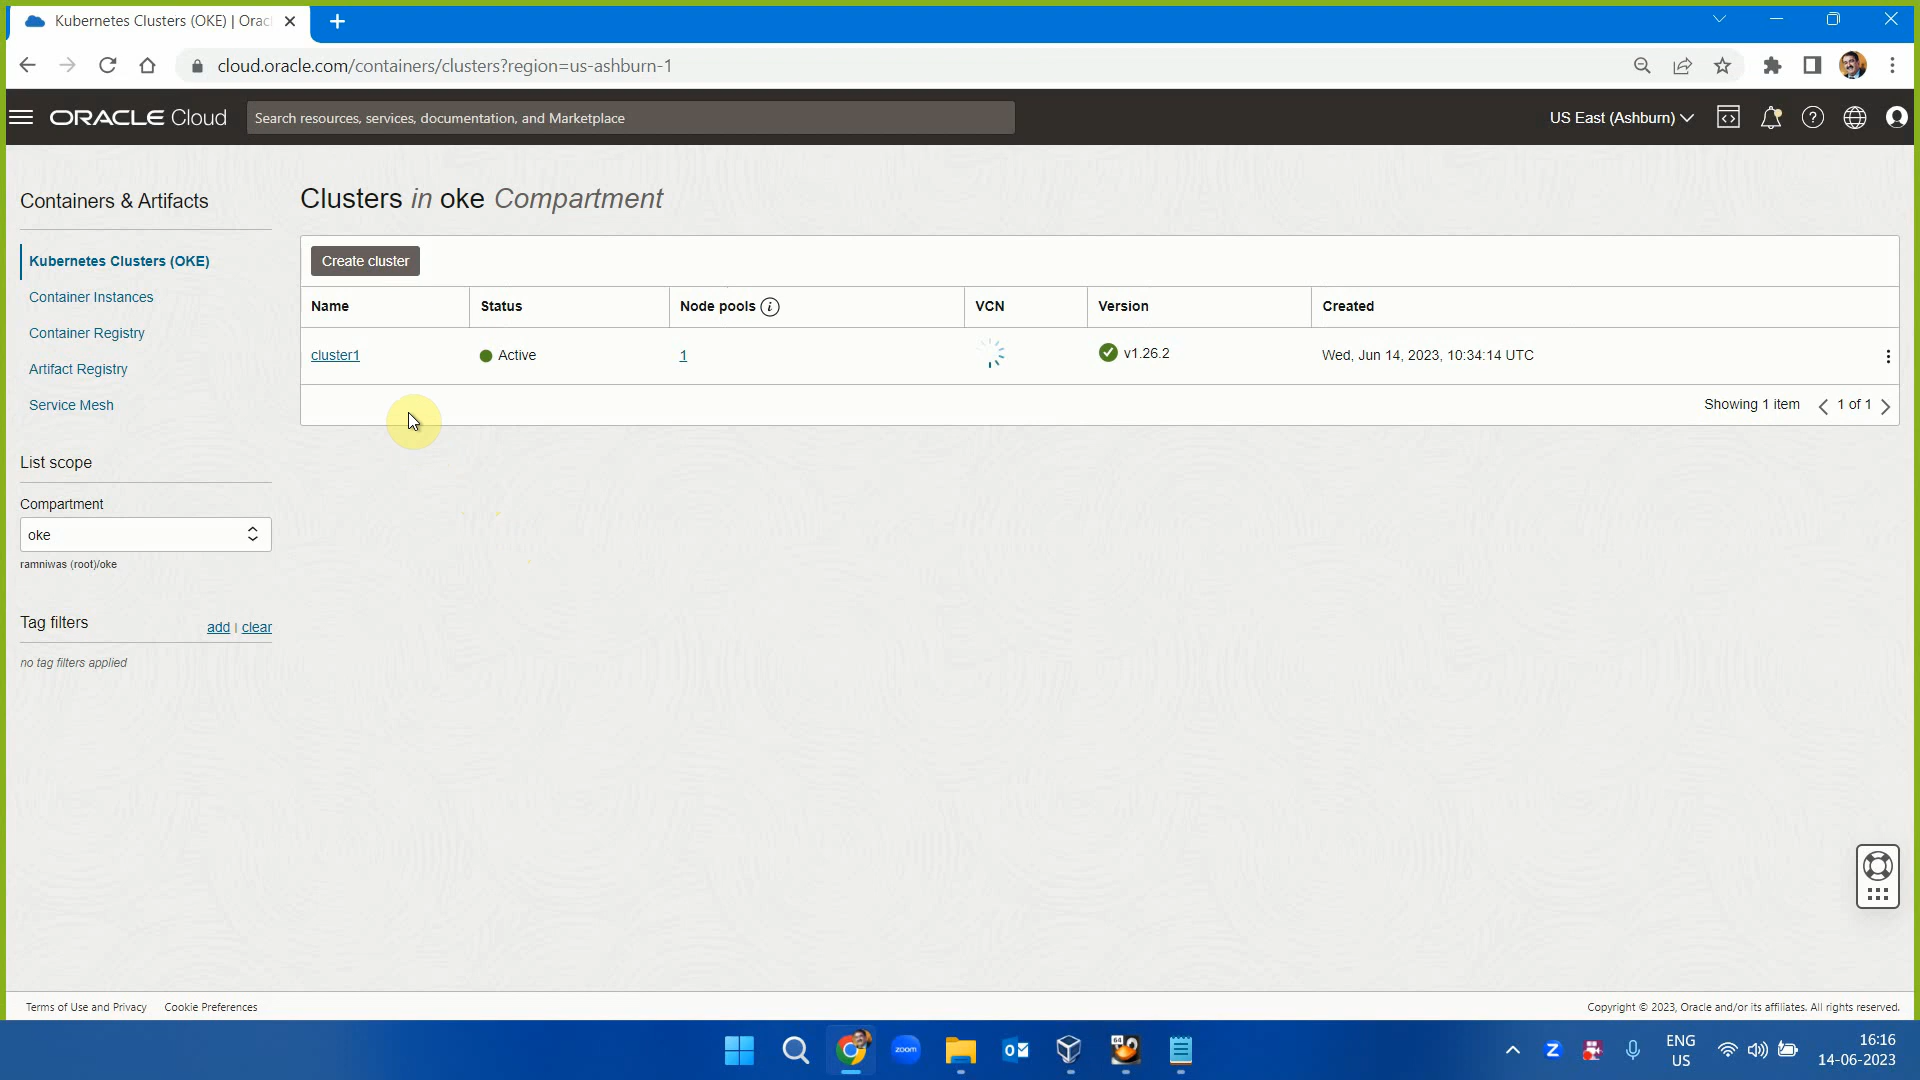 Kubernetes Clusters (OKE) | Orac
cloud.oracle.com/containers/clusters?region=us-ashburn-1
ORACLE Cloud
Search resources, services, documentation, and Marketplace
US East (Ashburn)
Containers & Artifacts
Kubernetes Clusters (OKE)
Container Instances
Container Registry
Artifact Registry
Service Mesh
List scope
Compartment
oke
ramniwas (root)/oke
Tag filters
add | clear
no tag filters applied
Clusters in oke Compartment
Create cluster
Name Status Node pools i VCN Version Created
cluster1 Active 1 v1.26.2 Wed, Jun 14, 2023, 10:34:14 UTC
Showing 1 item 1 of 1
Terms of Use and Privacy Cookie Preferences
Copyright © 2023, Oracle and/or its affiliates. All rights reserved.
zoom
64
Z
ENG
US
16:16
14-06-2023